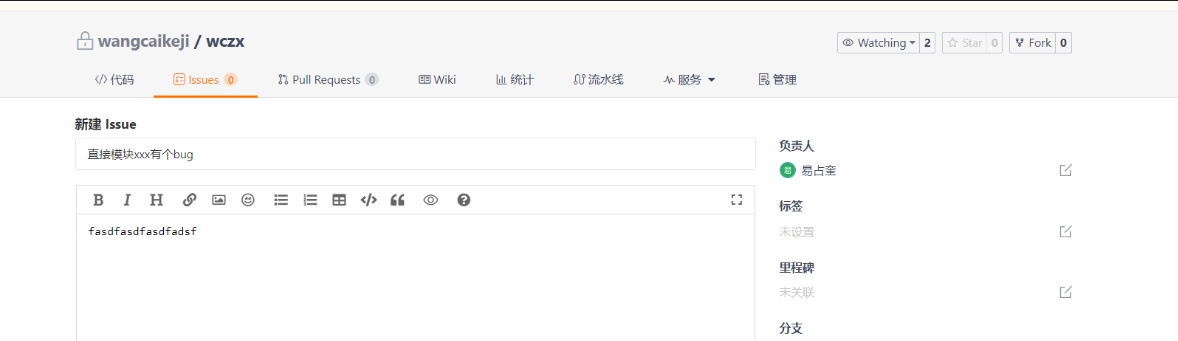 wangcaikeji / wczx
Watching 2 Star 0 Fork 0
代码 Issues 0 Pull Requests 0 Wiki 统计 流水线 服务 管理
新建 Issue
直接模块xxx有个bug
负责人
易 易占奎
B I H
标签
fasdfasdfasdfadsf
未设置
里程碑
未关联
分支